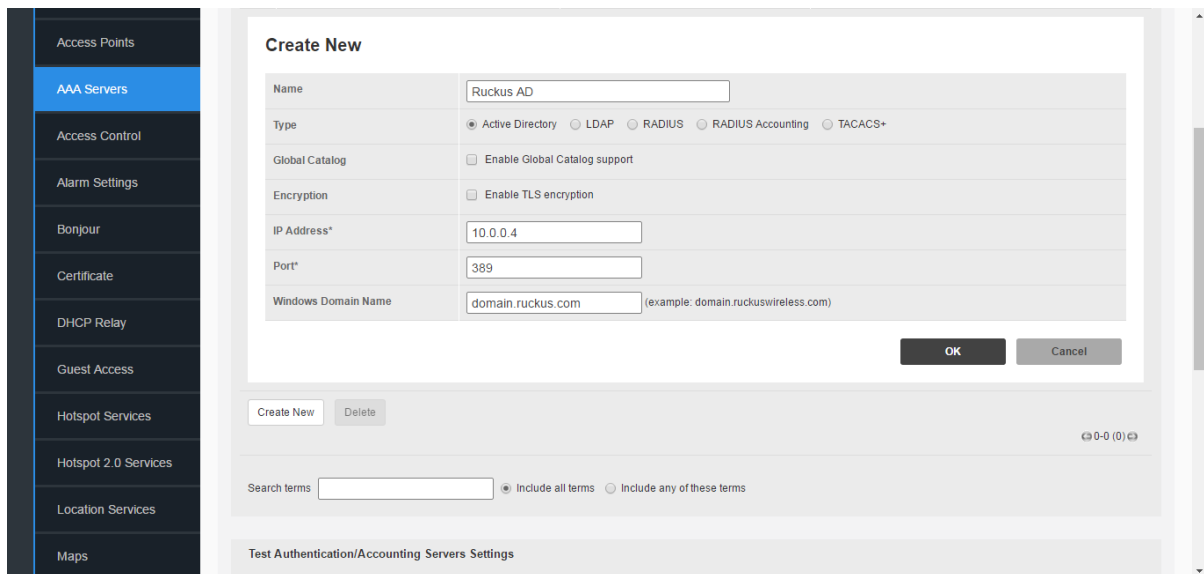 Access Points
AAA Servers
Access Control
Alarm Settings
Bonjour
Certificate
DHCP Relay
Guest Access
Hotspot Services
Hotspot 2.0 Services
Location Services
Maps
Create New
Name Ruckus AD
Type Active Directory LDAP RADIUS RADIUS Accounting TACACS+
Global Catalog Enable Global Catalog support
Encryption Enable TLS encryption
IP Address* 10.0.0.4
Port* 389
Windows Domain Name domain.ruckus.com (example: domain.ruckuswireless.com)
OK Cancel
Create New Delete
0-0 (0)
Search terms Include all terms Include any of these terms
Test Authentication/Accounting Servers Settings